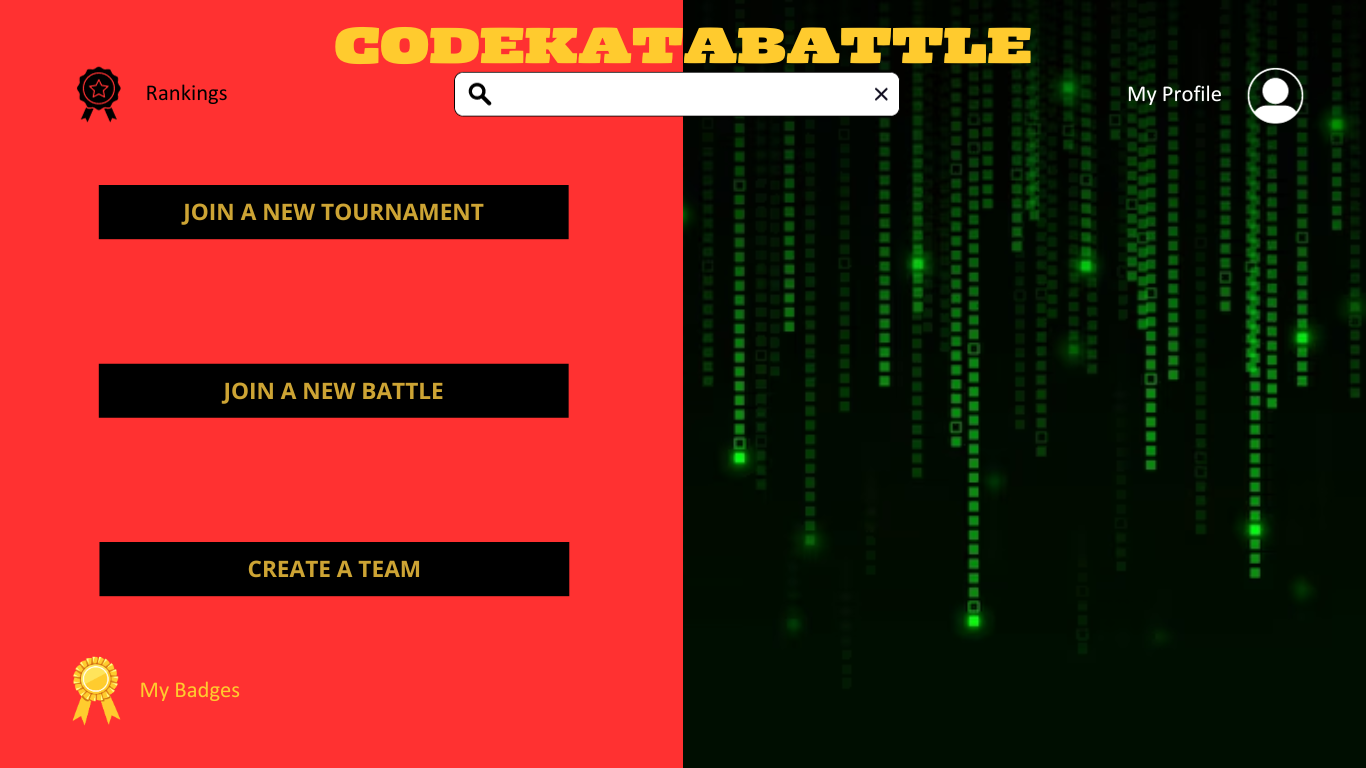 CODEKATABATTLE
Rankings
My Profile
JOIN A NEW TOURNAMENT
JOIN A NEW BATTLE
CREATE A TEAM
My Badges